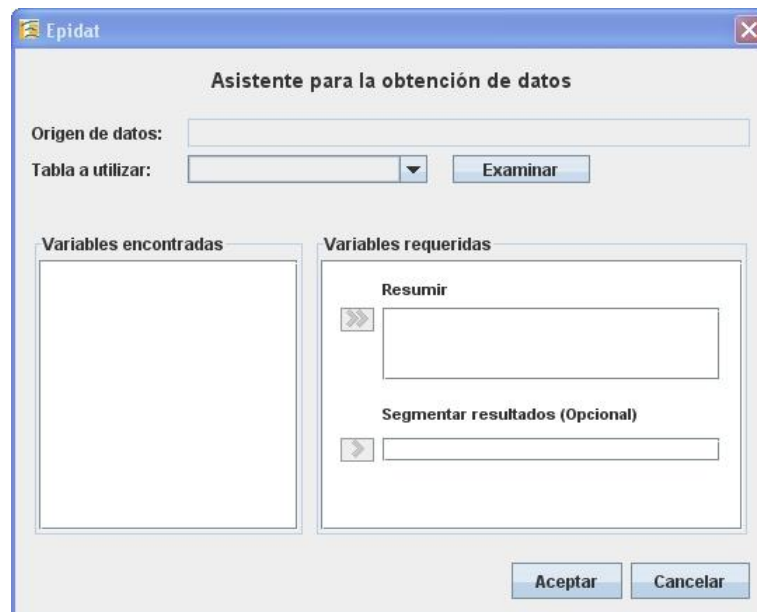 Epidat
Asistente para la obtención de datos
Origen de datos:
Tabla a utilizar:
Examinar
Variables encontradas
Variables requeridas
Resumir
Segmentar resultados (Opcional)
Aceptar
Cancelar